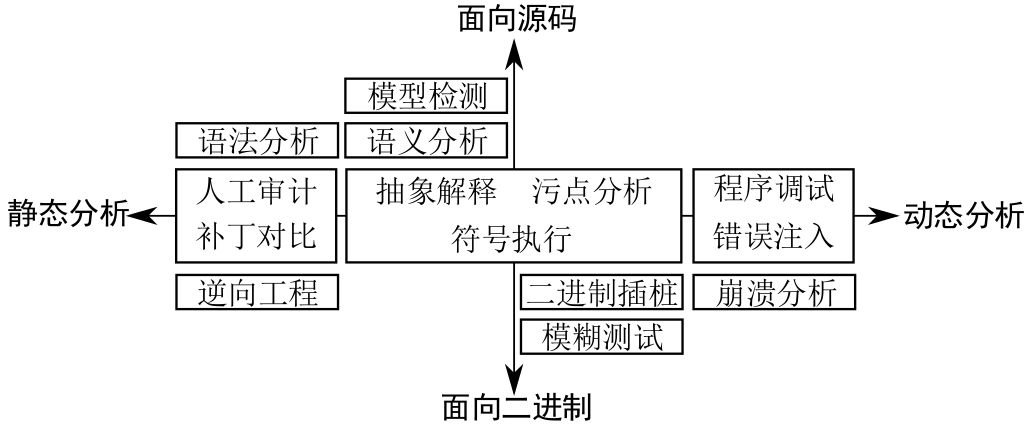 面向源码
模型检测
语法分析
语义分析
人工审计
补丁对比
抽象解释 污点分析
符号执行
程序调试
错误注入
静态分析
动态分析
逆向工程
二进制插桩
崩溃分析
模糊测试
面向二进制